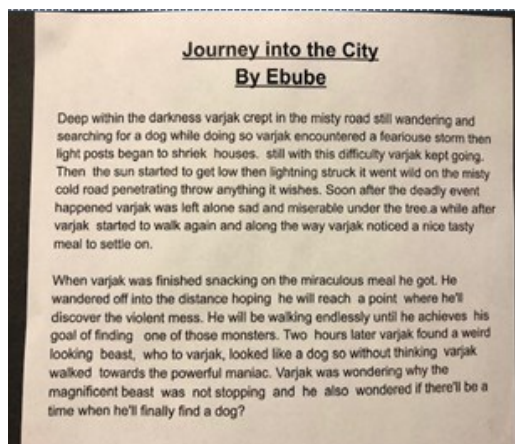 Journey into the City
By Ebube
Deep within the darkness varjak crept in the misty road still wandering and
searching for a dog while doing so varjak encountered a feariouse storm then
light posts began to shriek houses. still with this difficulty varjak kept going.
Then the sun started to get low then lightning struck it went wild on the misty
cold road penetrating throw anything it wishes. Soon after the deadly event
happened varjak was left alone sad and miserable under the tree.a while after
varjak started to walk again and along the way varjak noticed a nice tasty
meal to settle on.
When varjak was finished snacking on the miraculous meal he got. He
wandered off into the distance hoping he will reach a point where he'll
discover the violent mess. He will be walking endlessly until he achieves his
goal of finding one of those monsters. Two hours later varjak found a weird
looking beast, who to varjak, looked like a dog so without thinking varjak
walked towards the powerful maniac. Varjak was wondering why the
magnificent beast was not stopping and he also wondered if there'll be a
time when he'll finally find a dog?